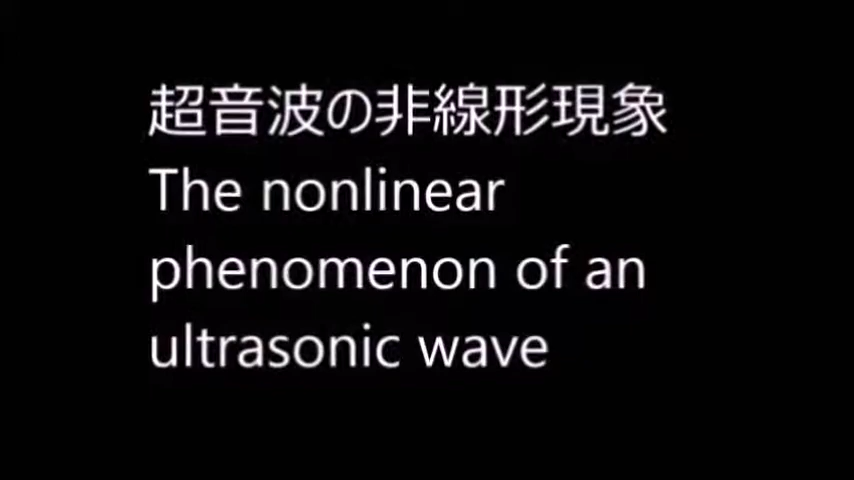 超音波の非線形現象
The nonlinear
phenomenon of an
ultrasonic wave